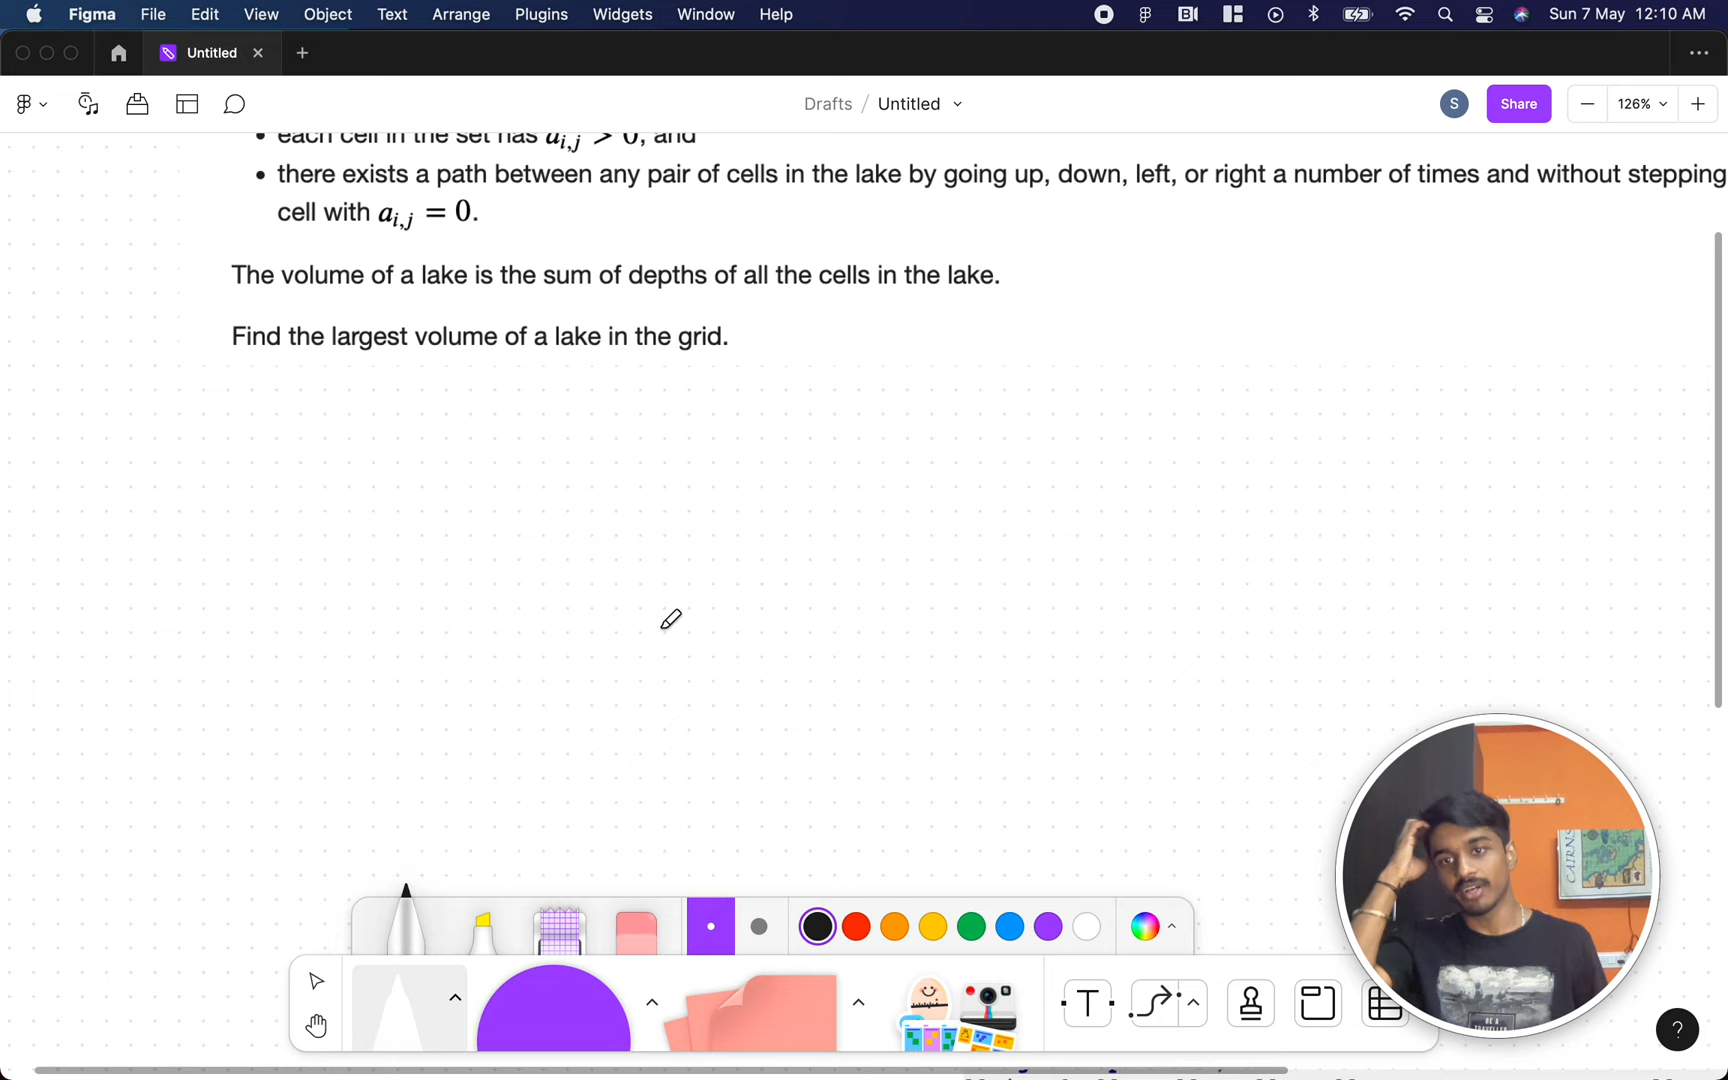 Figma File Edit View Object Text Arrange Plugins Widgets Window Help Sun 7 May 12:10 AM
Untitled
Drafts / Untitled S Share 126%
• each cell in the set has a_{i,j} > 0, and
• there exists a path between any pair of cells in the lake by going up, down, left, or right a number of times and without stepping
cell with a_{i,j} = 0.
The volume of a lake is the sum of depths of all the cells in the lake.
Find the largest volume of a lake in the grid.
CAIRNS
T
BE A
TRAVELLER
?